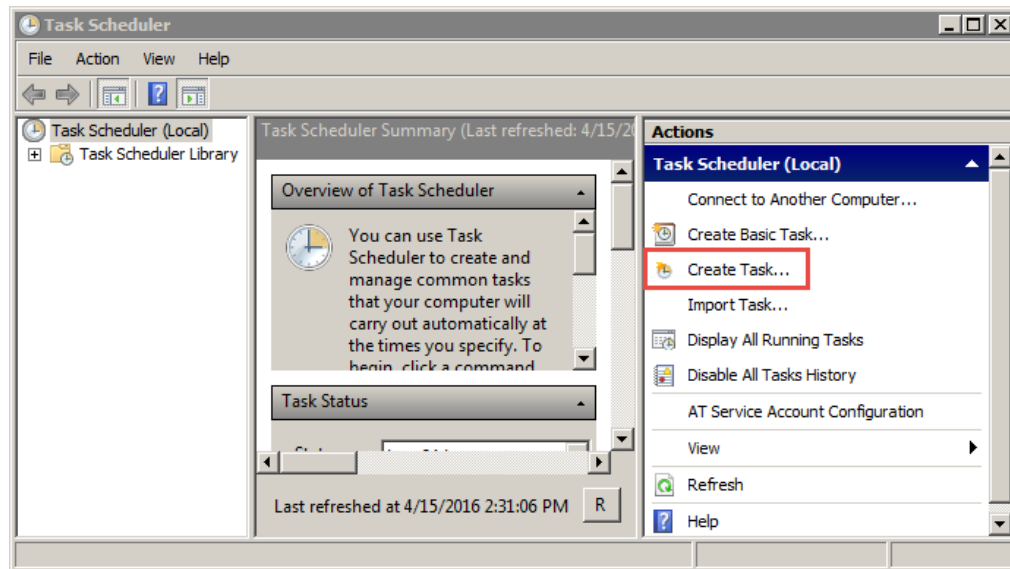 Task Scheduler
File Action View Help
Task Scheduler (Local)
Task Scheduler Library
Task Scheduler Summary (Last refreshed: 4/15/20
Overview of Task Scheduler
You can use Task
Scheduler to create and
manage common tasks
that your computer will
carry out automatically at
the times you specify. To
begin, click a command
Task Status
Last refreshed at 4/15/2016 2:31:06 PM R
Actions
Task Scheduler (Local)
Connect to Another Computer...
Create Basic Task...
Create Task...
Import Task...
Display All Running Tasks
Disable All Tasks History
AT Service Account Configuration
View
Refresh
Help